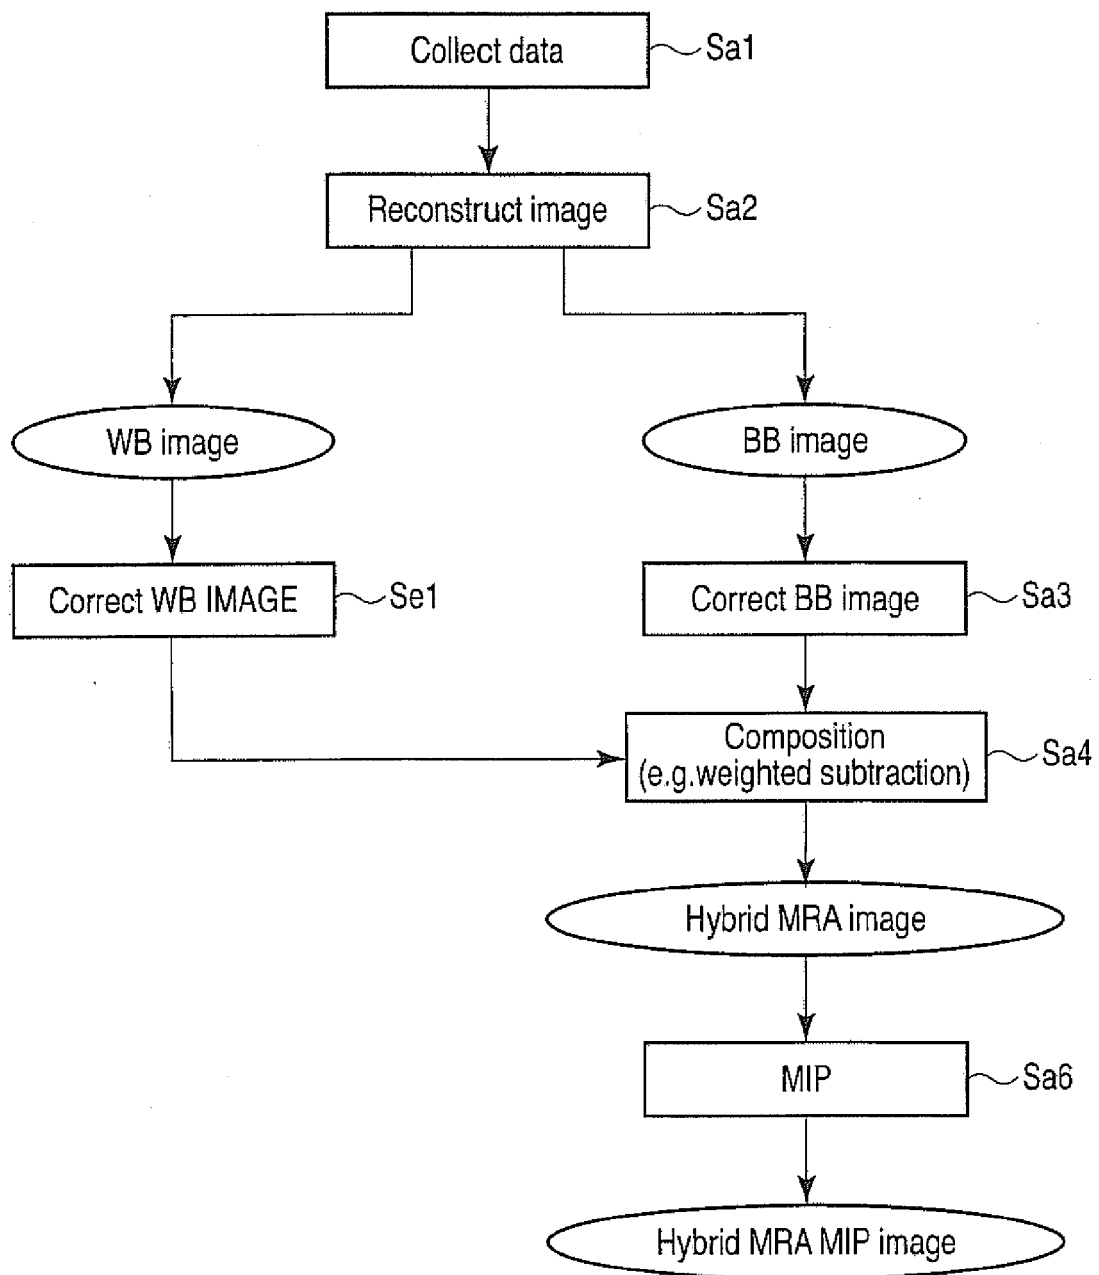 Collect data
Sa1
Reconstruct image
Sa2
WB image
BB image
Correct WB IMAGE
Se1
Correct BB image
Sa3
Composition
(e.g.weighted subtraction)
Sa4
Hybrid MRA image
MIP
Sa6
Hybrid MRA MIP image